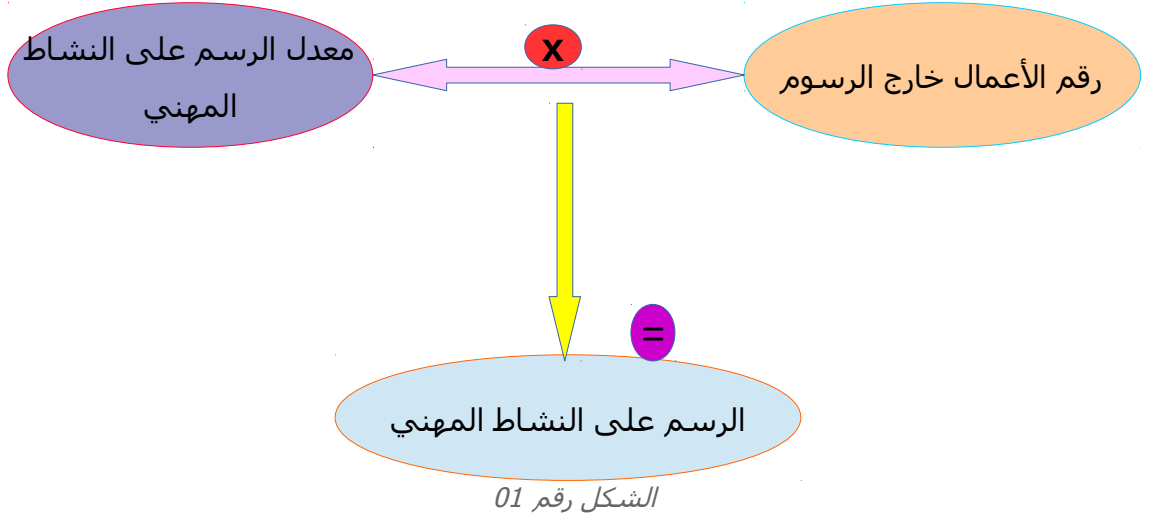 رقم الأعمال خارج الرسوم
x
معدل الرسم على النشاط
المهني
=
الرسم على النشاط المهني
الشكل رقم 01